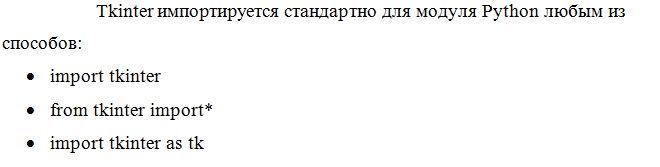 Tkinter импортируется стандартно для модуля Python любым из
способов:
• import tkinter
• from tkinter import*
• import tkinter as tk